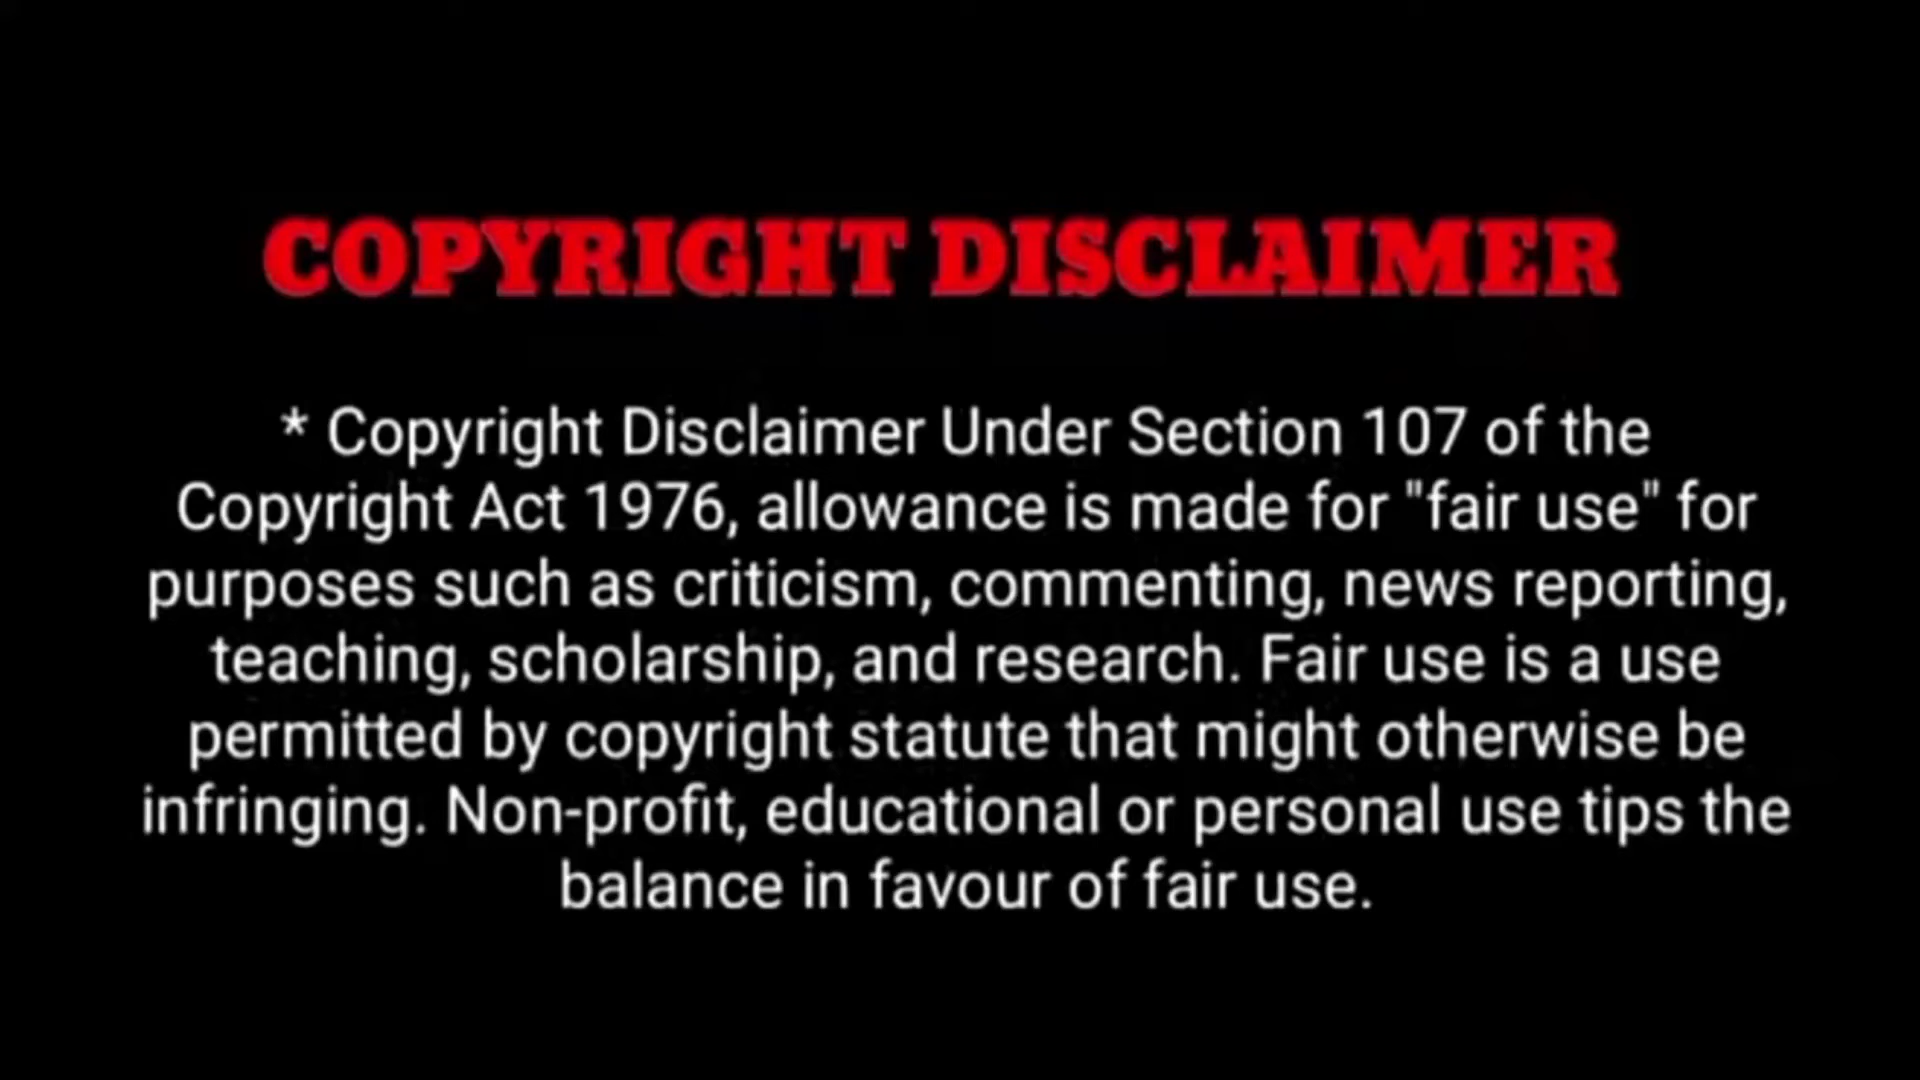 COPYRIGHT DISCLAIMER
* Copyright Disclaimer Under Section 107 of the
Copyright Act 1976, allowance is made for "fair use" for
purposes such as criticism, commenting, news reporting,
teaching, scholarship, and research. Fair use is a use
permitted by copyright statute that might otherwise be
infringing. Non-profit, educational or personal use tips the
balance in favour of fair use.